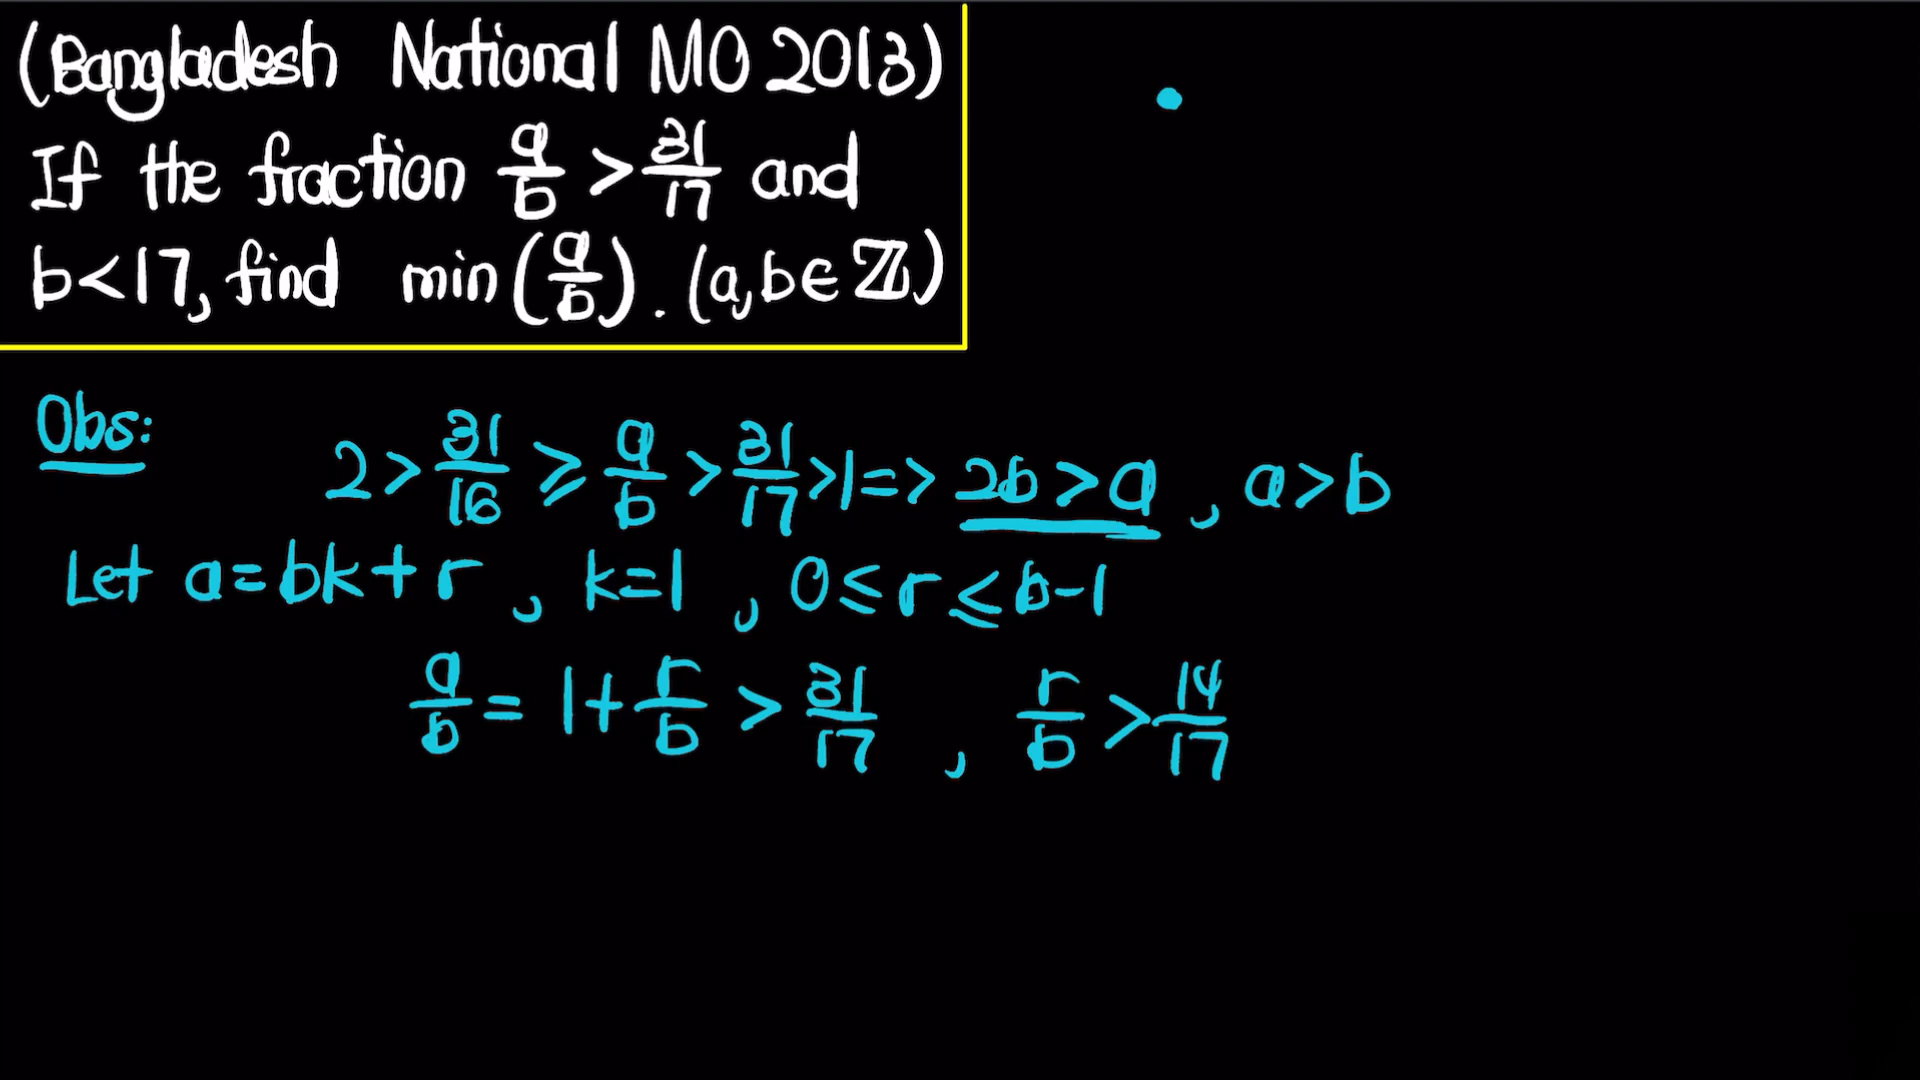 (Bangladesh National MO 2013)
If the fraction a/b > 31/17 and
b<17, find min(a/b). (a,b∈ℤ)
Obs:
2 > 31/16 ≥ a/b > 31/17 > 1 => 2b > a, a>b
Let a=bk+r, k=1, 0≤r≤b-1
a/b = 1 + r/b > 31/17, r/b > 14/17